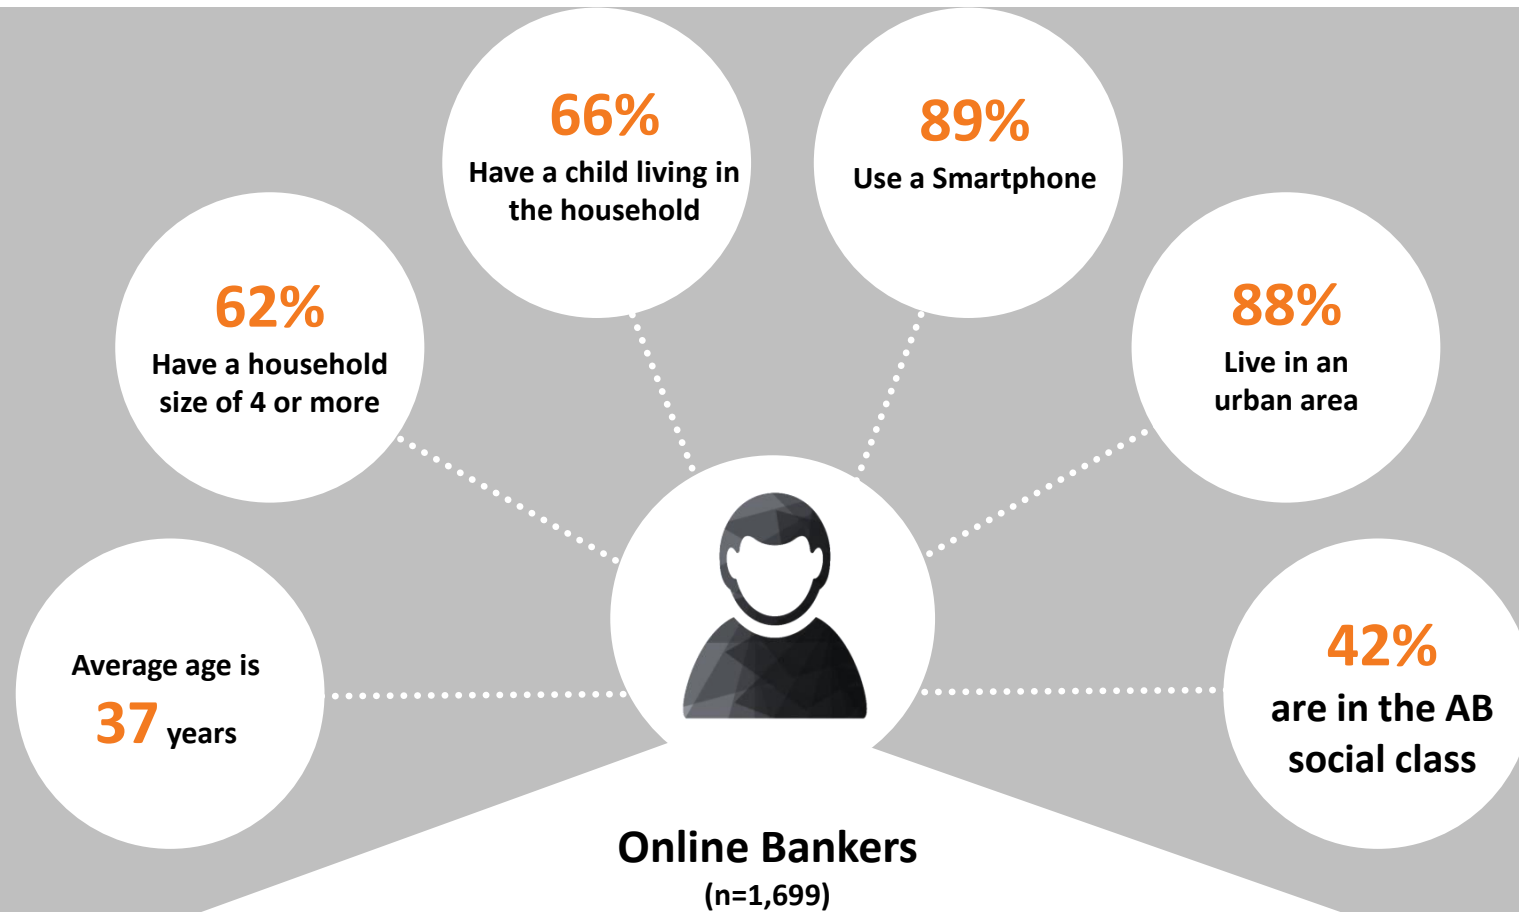 66%
Have a child living in
the household
89%
Use a Smartphone
62%
Have a household
size of 4 or more
88%
Live in an
urban area
Average age is
37 years
42%
are in the AB
social class
Online Bankers
(n=1,699)